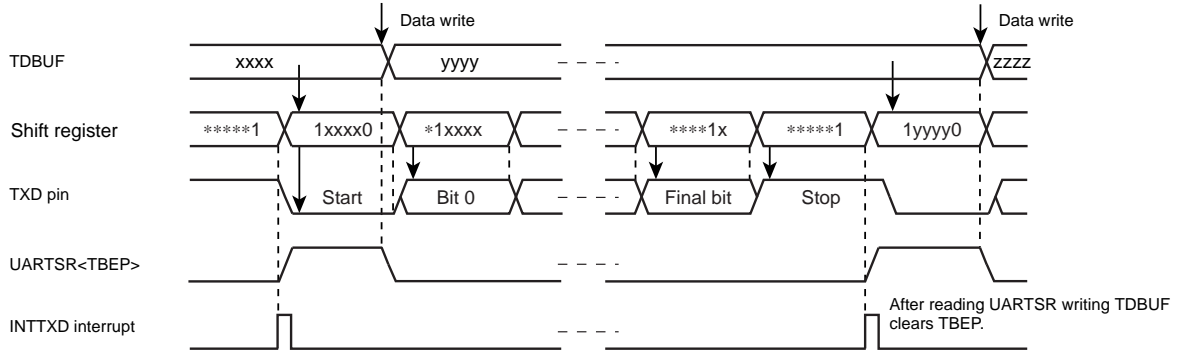 Data write
Data write
TDBUF
xxxx
yyyy
zzzz
Shift register
*****1
1xxxx0
*1xxxx
****1x
*****1
1yyyy0
TXD pin
Start
Bit 0
Final bit
Stop
UARTSR<TBEP>
After reading UARTSR writing TDBUF
clears TBEP.
INTTXD interrupt